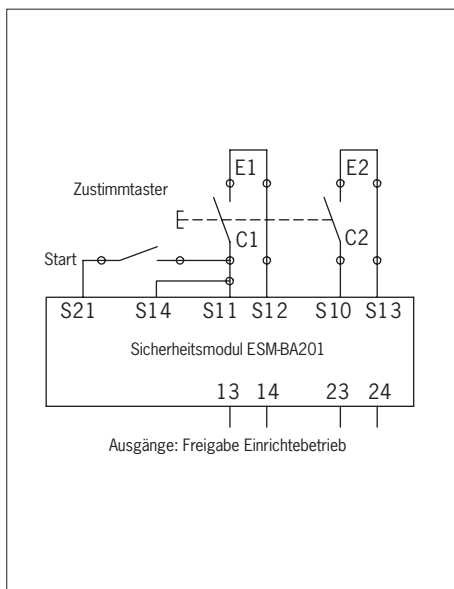 E1 E2
Zustimmtaster
C1 C2
Start
S21 S14 S11 S12 S10 S13
Sicherheitsmodul ESM-BA201
13 14 23 24
Ausgänge: Freigabe Einrichtebetrieb